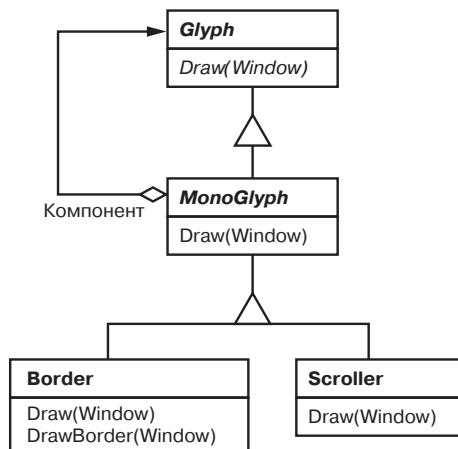 Glyph
Draw(Window)
Компонент
MonoGlyph
Draw(Window)
Border
Draw(Window)
DrawBorder(Window)
Scroller
Draw(Window)